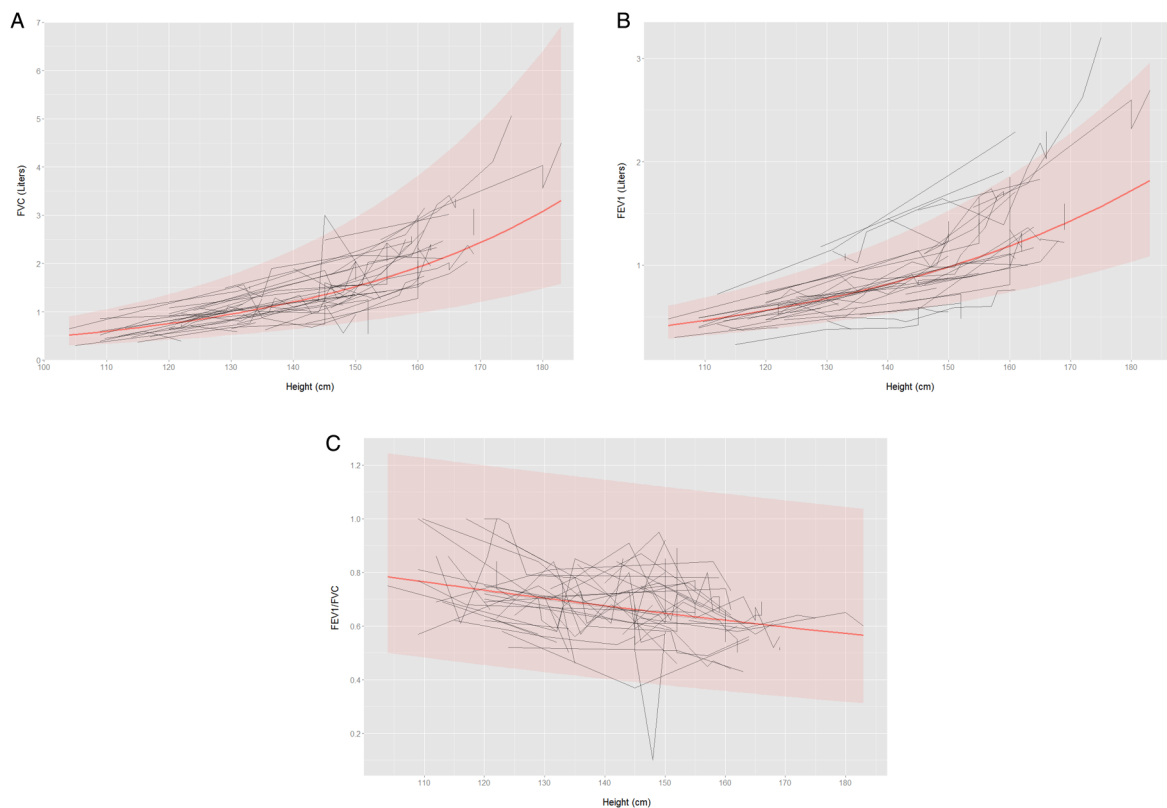 A
FVC (Liters)
7
6
5
4
3
2
1
0
100 110 120 130 140 150 160 170 180
Height (cm)
B
FEV1 (Liters)
3
2
1
110 120 130 140 150 160 170 180
Height (cm)
C
FEV1/FVC
1.2
1.0
0.8
0.6
0.4
0.2
110 120 130 140 150 160 170 180
Height (cm)